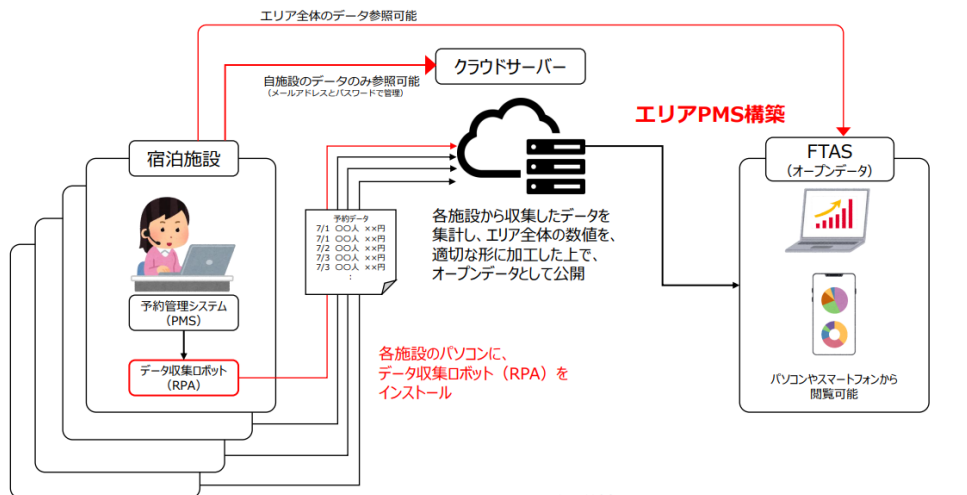 エリア全体のデータ参照可能
クラウドサーバー
自施設のデータのみ参照可能
（メールアドレスとパスワードで管理）
エリアPMS構築
宿泊施設
FTAS
（オープンデータ）
予約データ
7/1 〇〇人 ××円
7/1 〇〇人 ××円
7/2 〇〇人 ××円
7/3 〇〇人 ××円
7/3 〇〇人 ××円
：
各施設から収集したデータを
集計し、エリア全体の数値を、
適切な形に加工した上で、
オープンデータとして公開
予約管理システム
（PMS）
データ収集ロボット
（RPA）
各施設のパソコンに、
データ収集ロボット（RPA）を
インストール
パソコンやスマートフォンから
閲覧可能